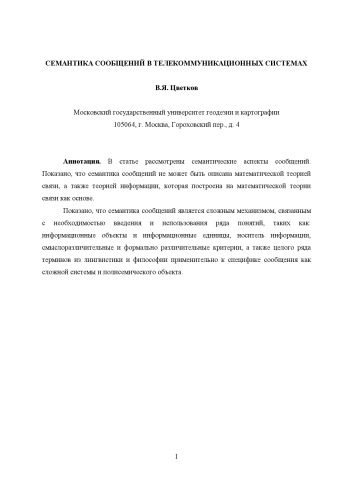 СЕМАНТИКА СООБЩЕНИЙ В ТЕЛЕКОММУНИКАЦИОННЫХ СИСТЕМАХ
В.Я. Цветков
Московский государственный университет геодезии и картографии
105064, г. Москва, Гороховский пер., д. 4
Аннотация. В статье рассмотрены семантические аспекты сообщений.
Показано, что семантика сообщений не может быть описана математической теорией
связи, а также теорией информации, которая построена на математической теории
связи как основе.
Показано, что семантика сообщений является сложным механизмом, связанным
с необходимостью введения и использования ряда понятий, таких как:
информационные объекты и информационные единицы, носитель информации,
смыслоразличительные и формально различительные критерии, а также целого ряда
терминов из лингвистики и философии применительно к специфике сообщения как
сложной системы и полисемического объекта.
1